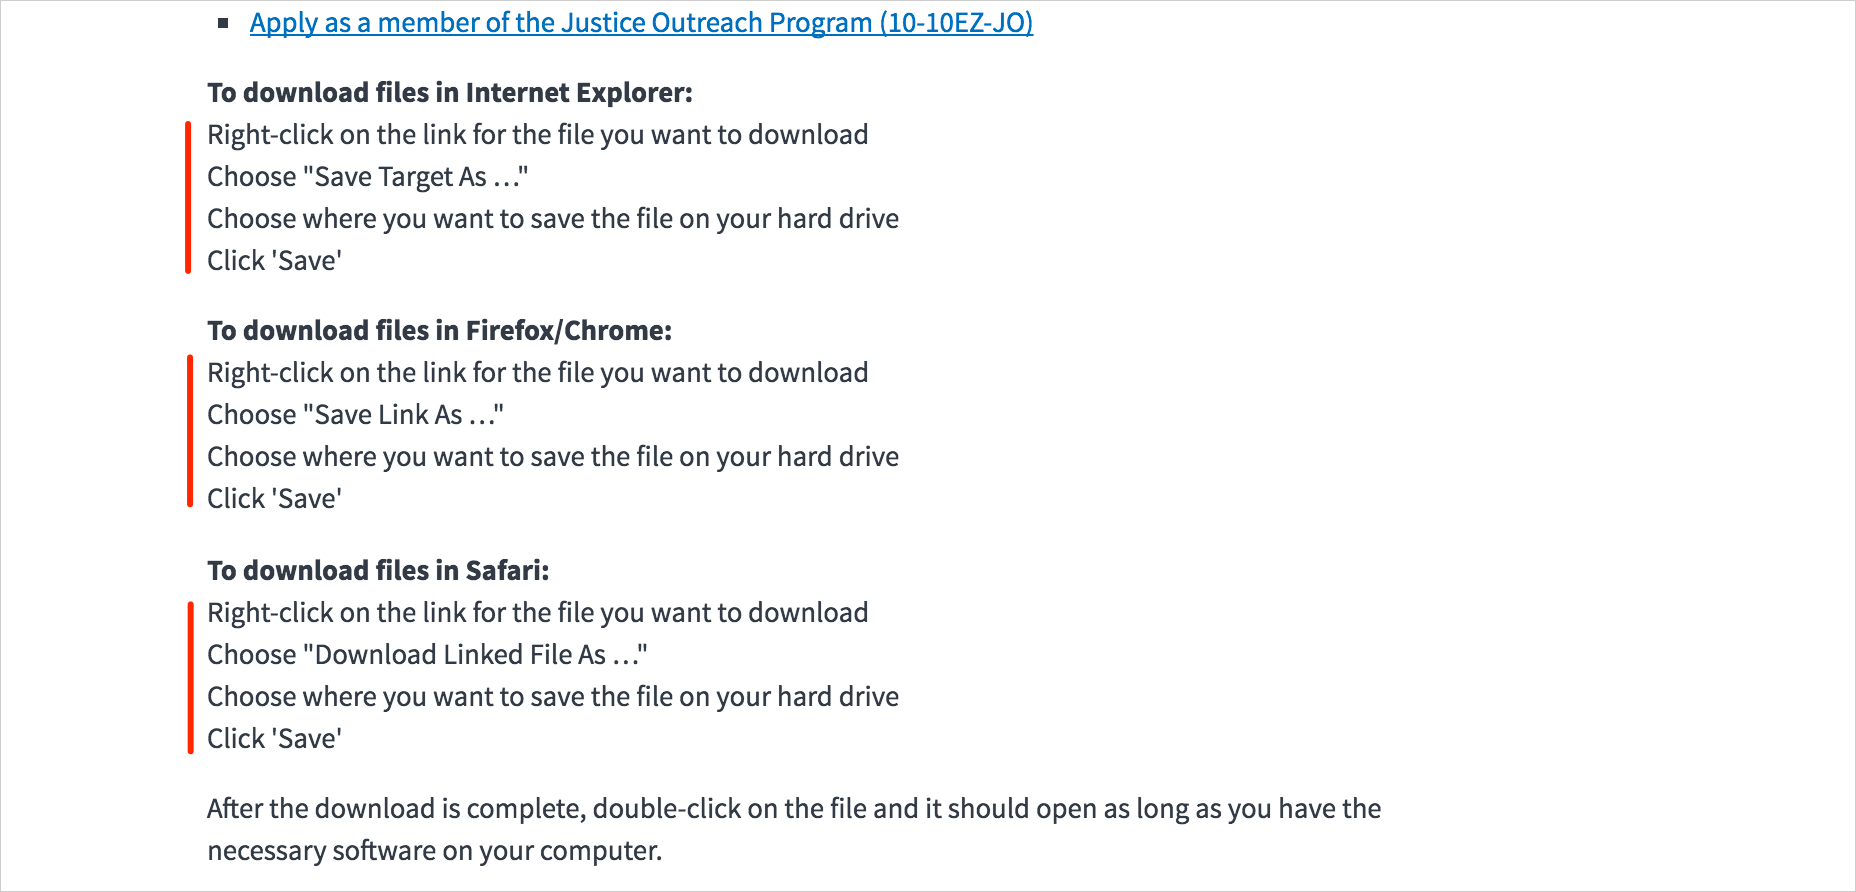 Apply as a member of the Justice Outreach Program (10-10EZ-JO)
To download files in Internet Explorer:
Right-click on the link for the file you want to download
Choose "Save Target As …"
Choose where you want to save the file on your hard drive
Click 'Save'
To download files in Firefox/Chrome:
Right-click on the link for the file you want to download
Choose "Save Link As …"
Choose where you want to save the file on your hard drive
Click 'Save'
To download files in Safari:
Right-click on the link for the file you want to download
Choose "Download Linked File As …"
Choose where you want to save the file on your hard drive
Click 'Save'
After the download is complete, double-click on the file and it should open as long as you have the
necessary software on your computer.